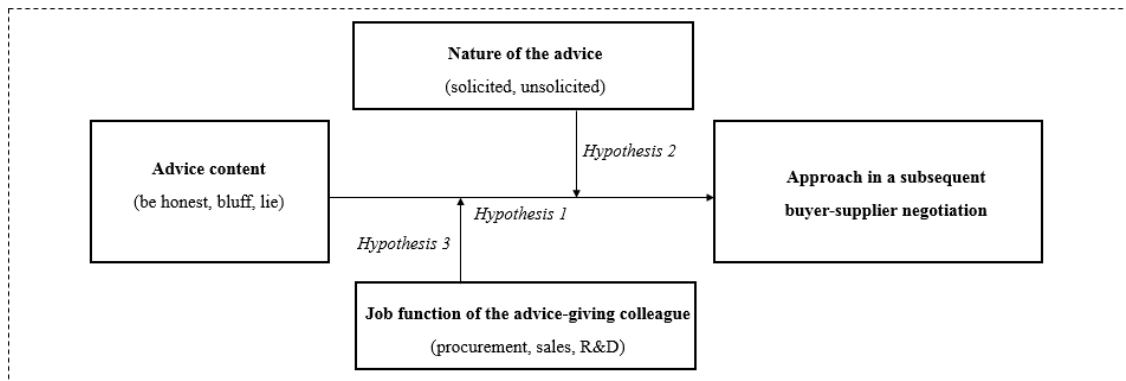 Nature of the advice
(solicited, unsolicited)
Hypothesis 2
Advice content
(be honest, bluff, lie)
Approach in a subsequent
buyer-supplier negotiation
Hypothesis 1
Hypothesis 3
Job function of the advice-giving colleague
(procurement, sales, R&D)